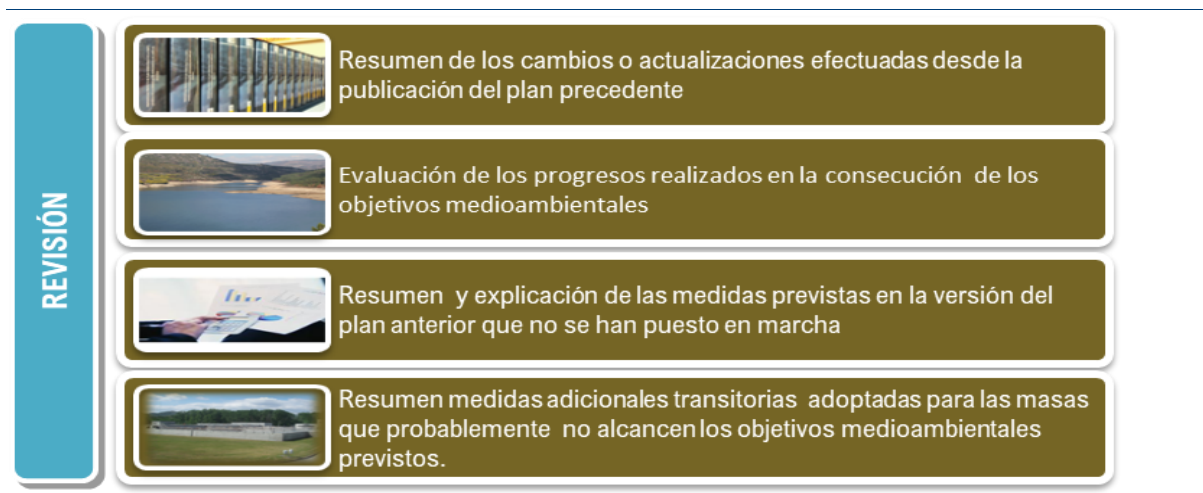 REVISIÓN
Resumen de los cambios o actualizaciones efectuadas desde la
publicación del plan precedente
Evaluación de los progresos realizados en la consecución de los
objetivos medioambientales
Resumen y explicación de las medidas previstas en la versión del
plan anterior que no se han puesto en marcha
Resumen medidas adicionales transitorias adoptadas para las masas
que probablemente no alcancen los objetivos medioambientales
previstos.